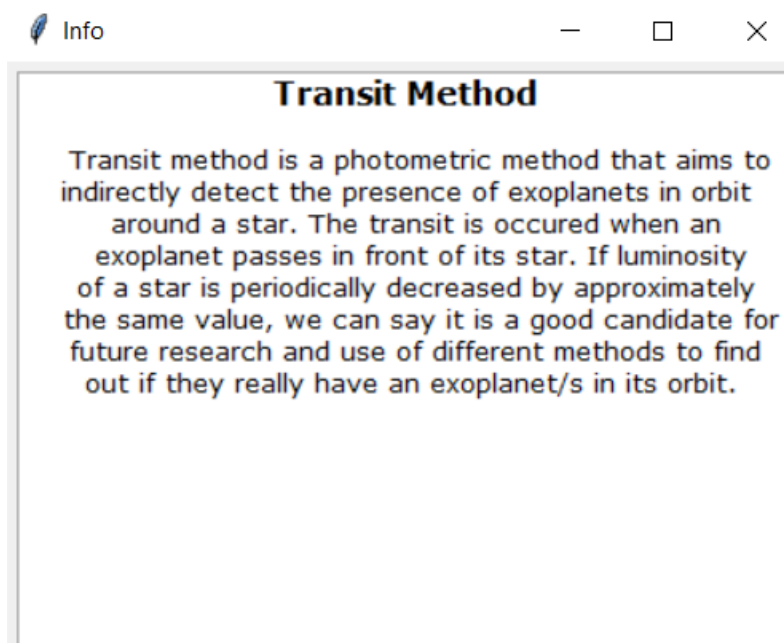 Info
Transit Method
Transit method is a photometric method that aims to
indirectly detect the presence of exoplanets in orbit
around a star. The transit is occured when an
exoplanet passes in front of its star. If luminosity
of a star is periodically decreased by approximately
the same value, we can say it is a good candidate for
future research and use of different methods to find
out if they really have an exoplanet/s in its orbit.